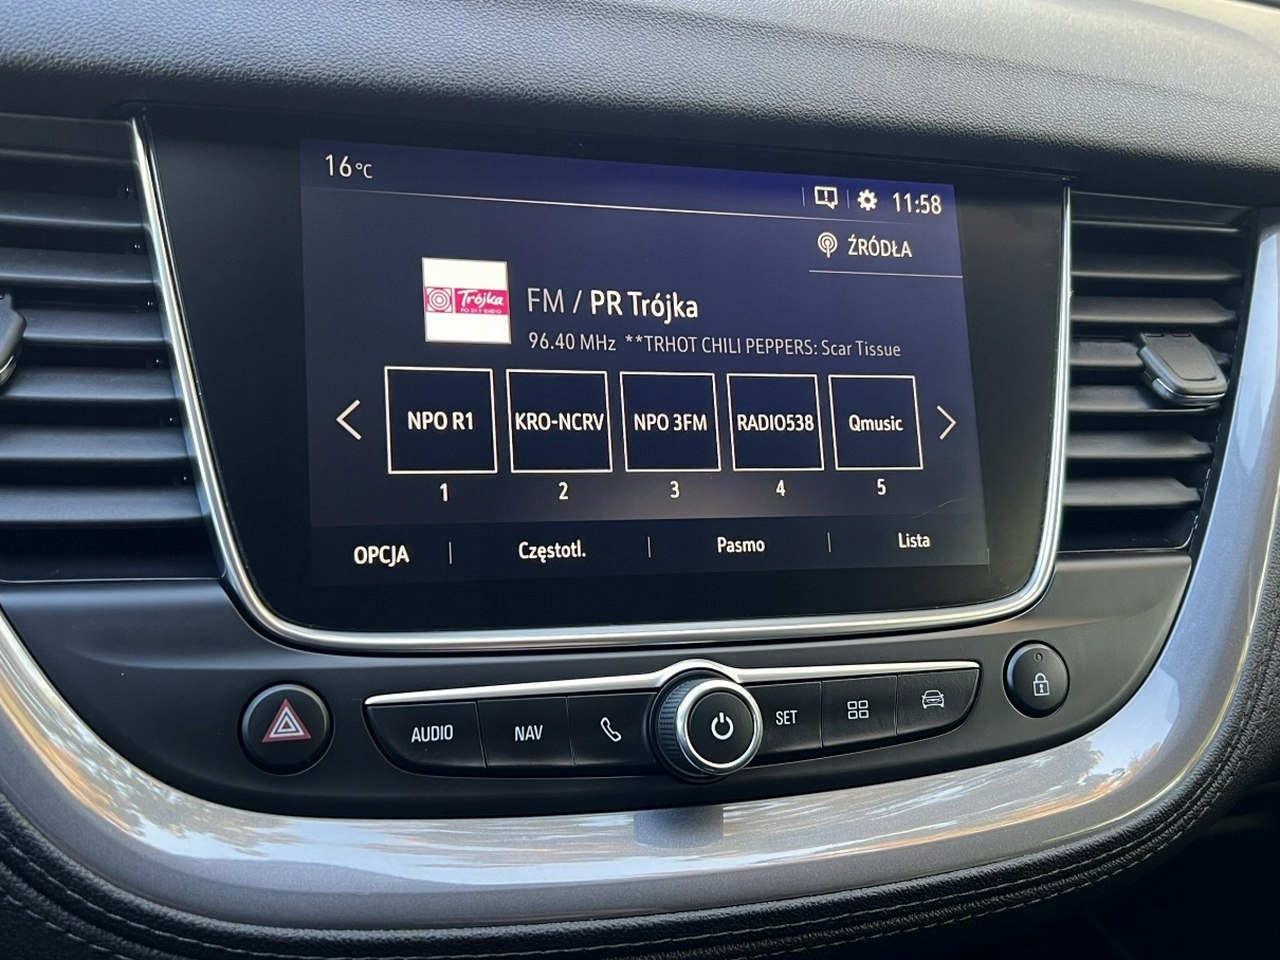 16°C
11:58
ŹRÓDŁA
Trójka
FM / PR Trójka
96.40 MHz **TRHOT CHILI PEPPERS: Scar Tissue
NPO R1
KRO-NCRV
NPO 3FM
RADIO538
Qmusic
1
2
3
4
5
OPCJA
Częstotl.
Pasmo
Lista
AUDIO
NAV
SET